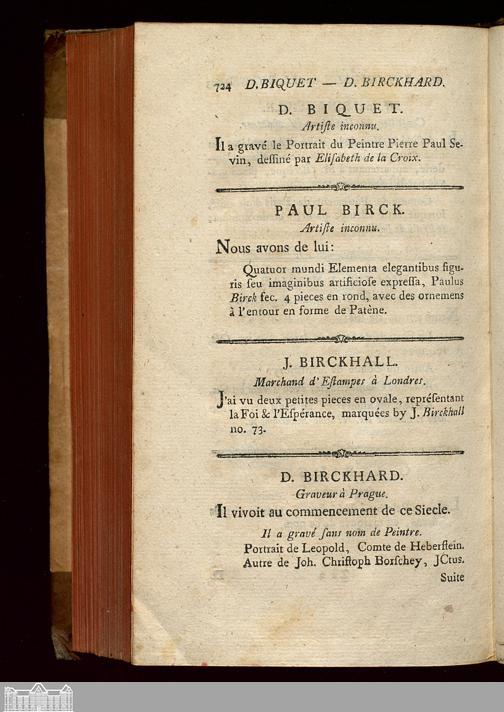 724 D. BIQUET — D. BIRCKHARD.
D. BIQUET.
Artiſte inconnu.
Il a gravé le Portrait du Peintre Pierre Paul Se-
vin, deſſiné par Eliſabeth de la Croix.
PAUL BIRCK.
Artiſte inconnu.
Nous avons de lui:
Quatuor mundi Elementa elegantibus figu-
ris ſeu imaginibus artificioſe expreſſa, Paulus
Birck fec. 4 pieces en rond, avec des ornemens
à l'entour en forme de Patène.
J. BIRCKHALL.
Marchand d'Eſtampes à Londres.
J'ai vu deux petites pieces en ovale, repréſentant
la Foi & l'Eſpérance, marquées by J. Birckhall
no. 73.
D. BIRCKHARD.
Graveur à Prague.
Il vivoit au commencement de ce Siecle.
Il a gravé ſans nom de Peintre.
Portrait de Leopold, Comte de Heberſtein.
Autre de Joh. Chriſtoph Borſchey, JCtus.
Suite